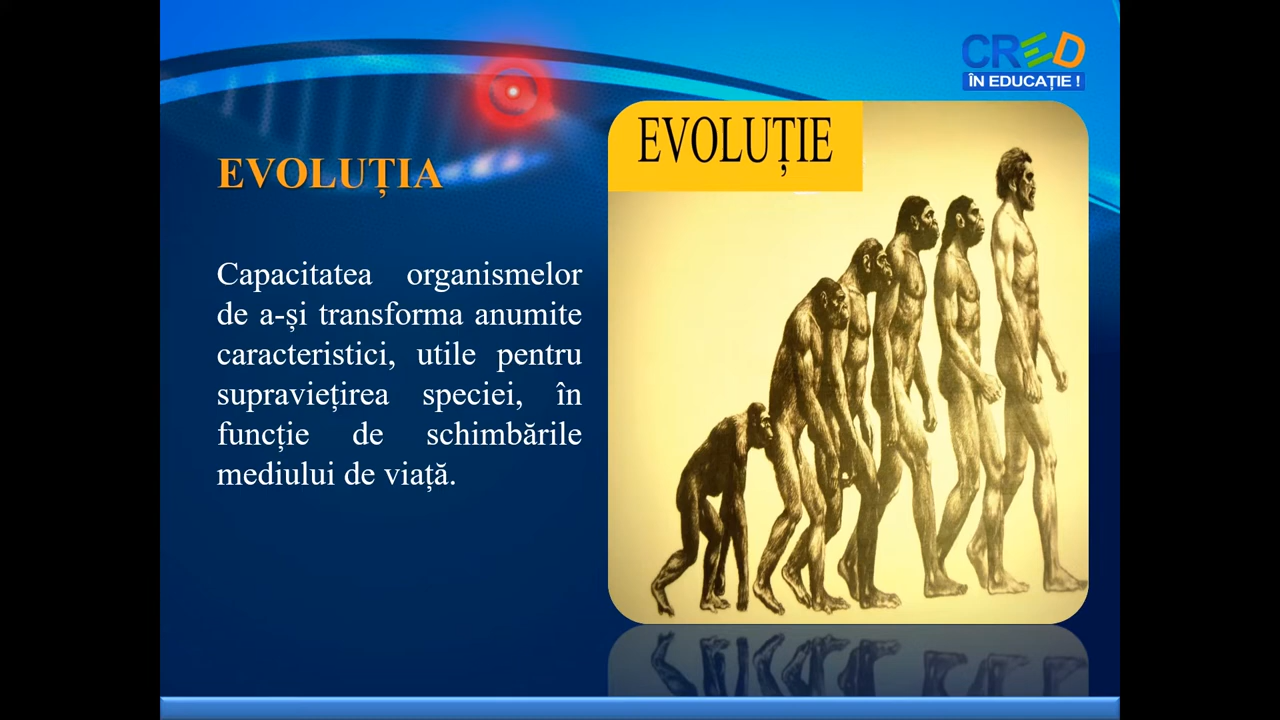 CRED
ÎN EDUCAȚIE !
EVOLUȚIE
EVOLUȚIA
Capacitatea organismelor
de a-și transforma anumite
caracteristici, utile pentru
supraviețirea speciei, în
funcție de schimbările
mediului de viață.